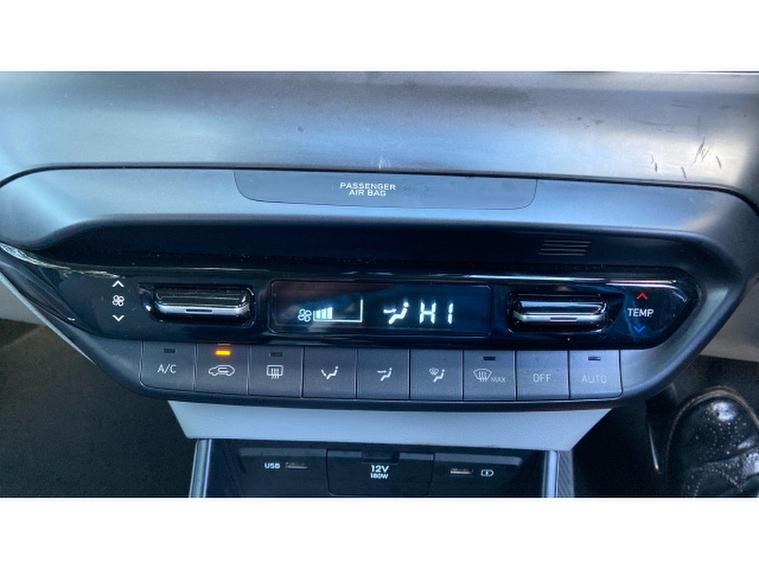 PASSENGER
AIR BAG
HI
TEMP
A/C
MAX
OFF
AUTO
USB
12V
180W